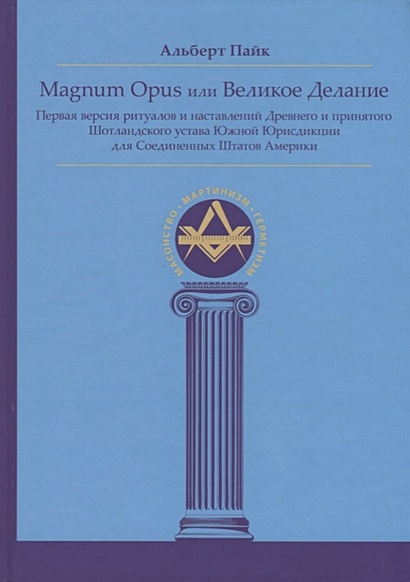 Альберт Пайк
Magnum Opus или Великое Делание
Первая версия ритуалов и наставлений Древнего и принятого
Шотландского устава Южной Юрисдикции
для Соединенных Штатов Америки
МАСОНСТВО · МАРТИНИЗМ · ГЕРМЕТИЗМ